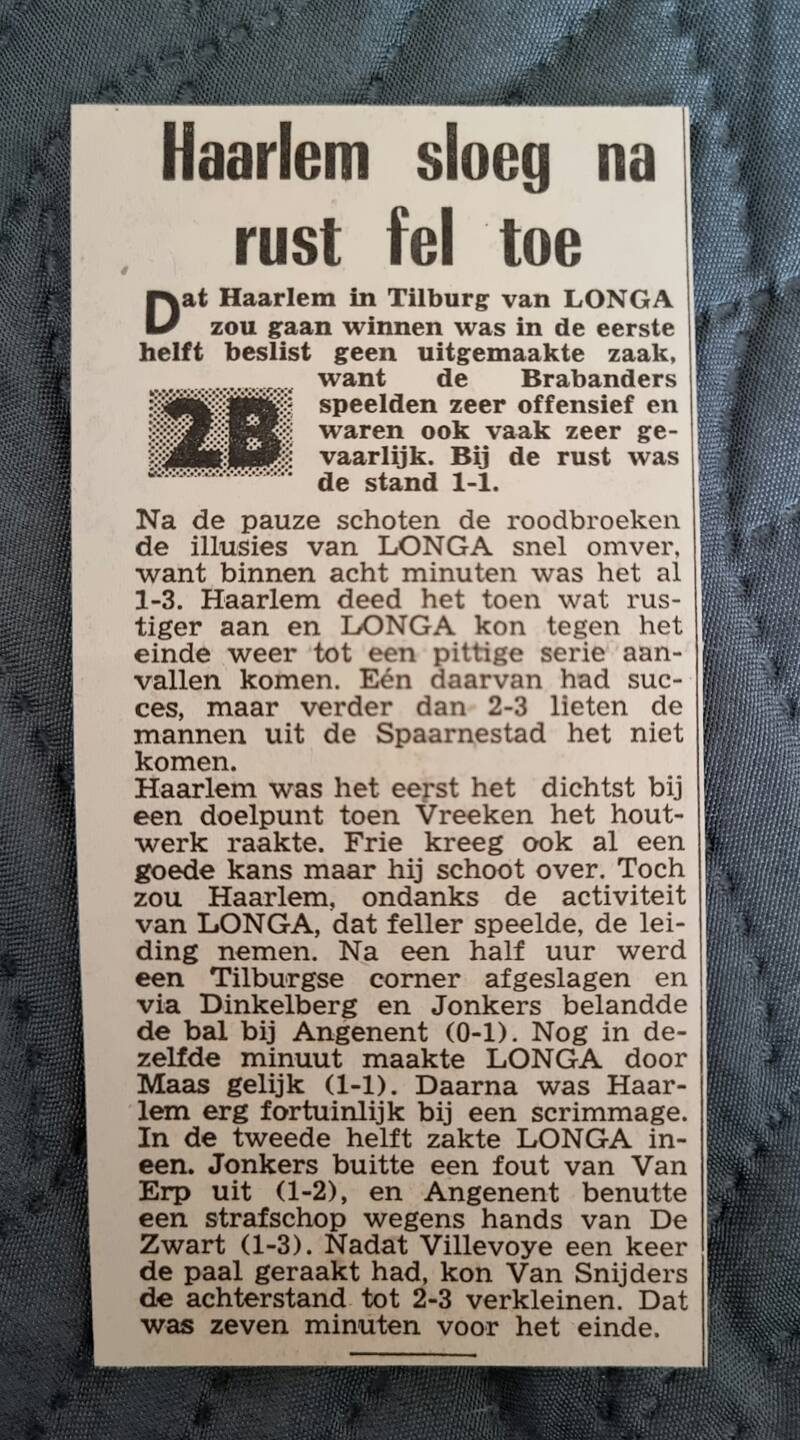 Haarlem sloeg na
rust fel toe
Dat Haarlem in Tilburg van LONGA
zou gaan winnen was in de eerste
helft beslist geen uitgemaakte zaak,
want de Brabanders
2B
speelden zeer offensief en
waren ook vaak zeer ge-
vaarlijk. Bij de rust was
de stand 1-1.
Na de pauze schoten de roodbroeken
de illusies van LONGA snel omver,
want binnen acht minuten was het al
1-3. Haarlem deed het toen wat rus-
tiger aan en LONGA kon tegen het
einde weer tot een pittige serie aan-
vallen komen. Eén daarvan had suc-
ces, maar verder dan 2-3 lieten de
mannen uit de Spaarnestad het niet
komen.
Haarlem was het eerst het dichtst bij
een doelpunt toen Vreeken het hout-
werk raakte. Frie kreeg ook al een
goede kans maar hij schoot over. Toch
zou Haarlem, ondanks de activiteit
van LONGA, dat feller speelde, de lei-
ding nemen. Na een half uur werd
een Tilburgse corner afgeslagen en
via Dinkelberg en Jonkers belandde
de bal bij Angenent (0-1). Nog in de-
zelfde minuut maakte LONGA door
Maas gelijk (1-1). Daarna was Haar-
lem erg fortuinlijk bij een scrimmage.
In de tweede helft zakte LONGA in-
een. Jonkers buitte een fout van Van
Erp uit (1-2), en Angenent benutte
een strafschop wegens hands van De
Zwart (1-3). Nadat Villevoye een keer
de paal geraakt had, kon Van Snijders
de achterstand tot 2-3 verkleinen. Dat
was zeven minuten voor het einde.